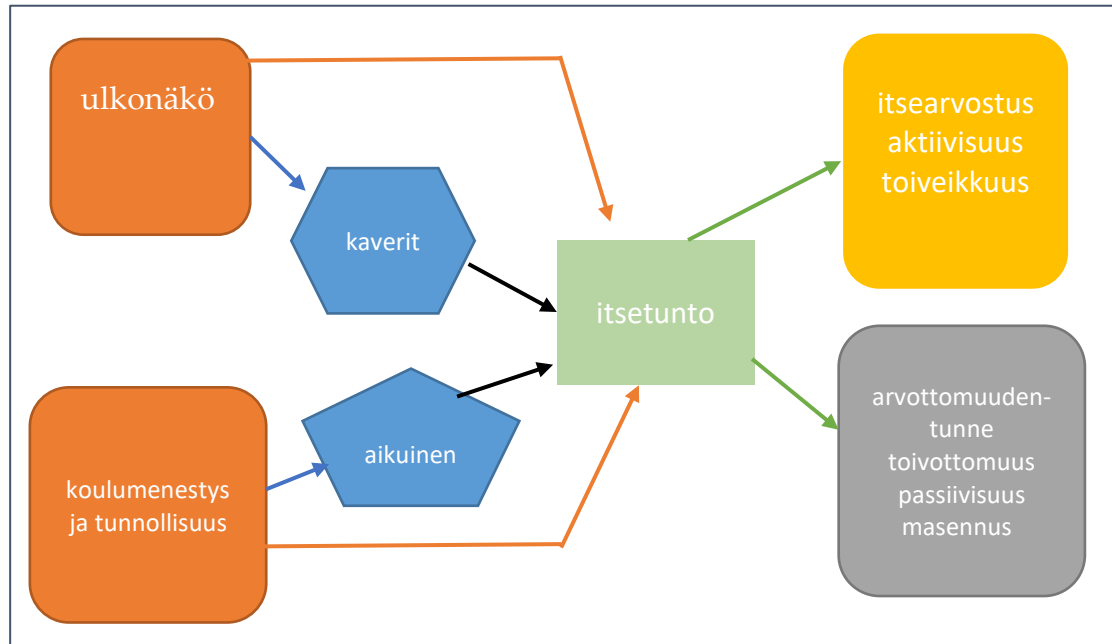 ulkonäkö
kaverit
itsetunto
aikuinen
koulumenestys
ja tunnollisuus
itsearvostus
aktiivisuus
toiveikkuus
arvottomuuden-
tunne
toivottomuus
passiivisuus
masennus